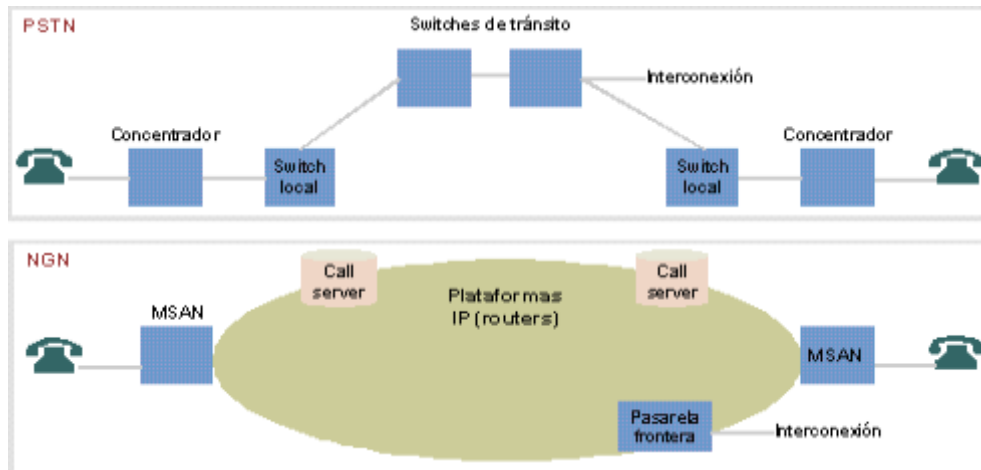 PSTN
Switches de tránsito
Interconexión
Concentrador
Concentrador
Switch
local
Switch
local
NGN
Call
server
Call
server
Plataformas
IP (routers)
MSAN
MSAN
Pasarela
frontera
Interconexión